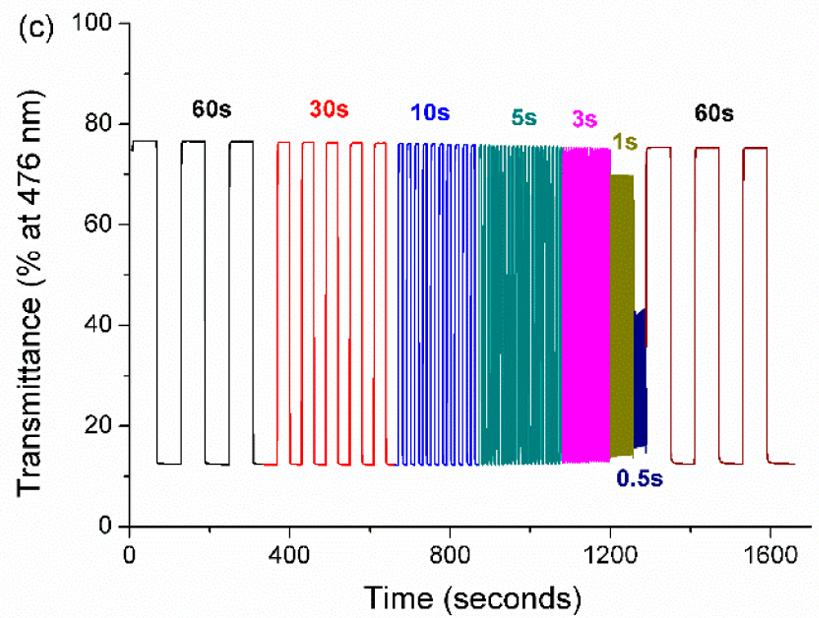 (c)
100
80
60
40
20
0
Transmittance (% at 476 nm)
60s
30s
10s
5s
3s
1s
0.5s
60s
0 400 800 1200 1600
Time (seconds)